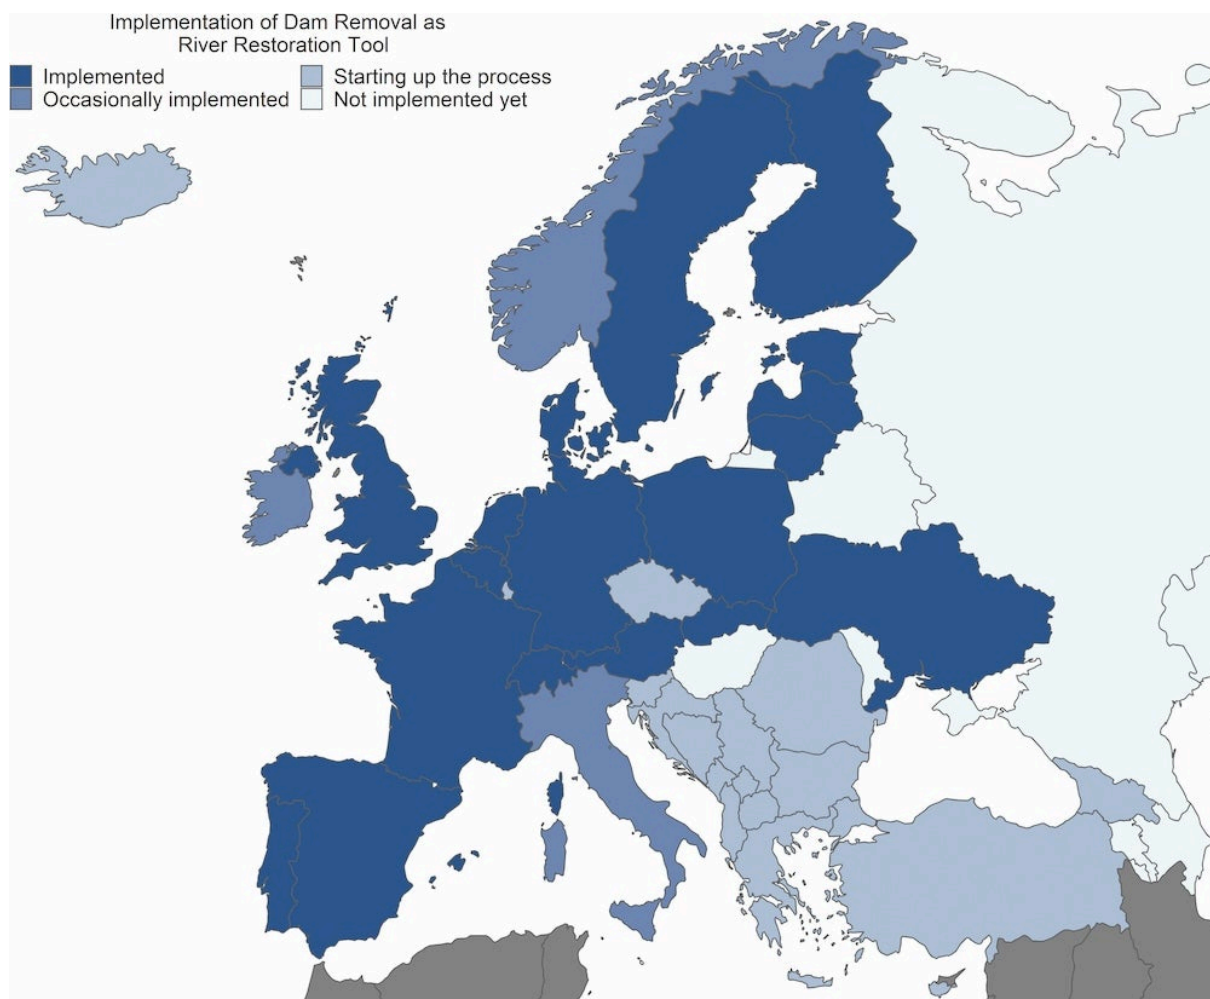 Implementation of Dam Removal as
River Restoration Tool
Implemented
Starting up the process
Occasionally implemented
Not implemented yet